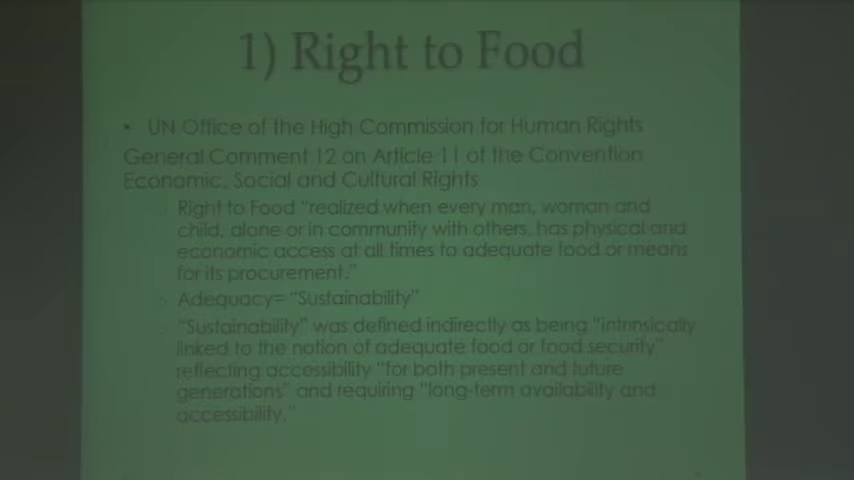 1) Right to Food
• UN Office of the High Commission for Human Rights
General Comment 12 on Article 11 of the Convention
Economic, Social and Cultural Rights
Right to Food "realized when every man, woman and
child, alone or in community with others, has physical and
economic access at all times to adequate food or means
for its procurement."
Adequacy= "Sustainability"
"Sustainability" was defined indirectly as being "intrinsically
linked to the notion of adequate food or food security"
reflecting accessibility "for both present and future
generations" and requiring "long-term availability and
accessibility."